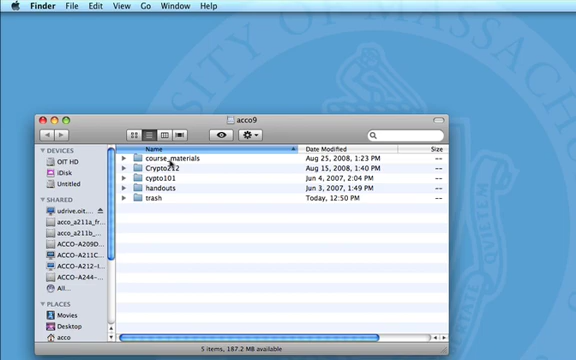 Finder File Edit View Go Window Help
UNIVERSITY OF MASSACHU
acco9
Name Date Modified Size
DEVICES
OIT HD
iDisk
Untitled
SHARED
udrive.oit....
acco_a211a_fr...
acco_a211b_...
ACCO-A209D...
ACCO-A211C...
ACCO-A212-I...
ACCO-A244-...
All...
PLACES
Movies
Desktop
acco
course_materials Aug 25, 2008, 1:23 PM --
Crypto212 Aug 15, 2008, 1:40 PM --
cypto101 Jun 4, 2007, 2:04 PM --
handouts Jun 3, 2007, 1:49 PM --
trash Today, 12:50 PM --
5 items, 187.2 MB available